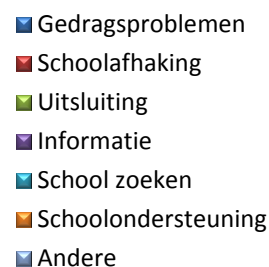 Gedragsproblemen
Schoolafhaking
Uitsluiting
Informatie
School zoeken
Schoolondersteuning
Andere